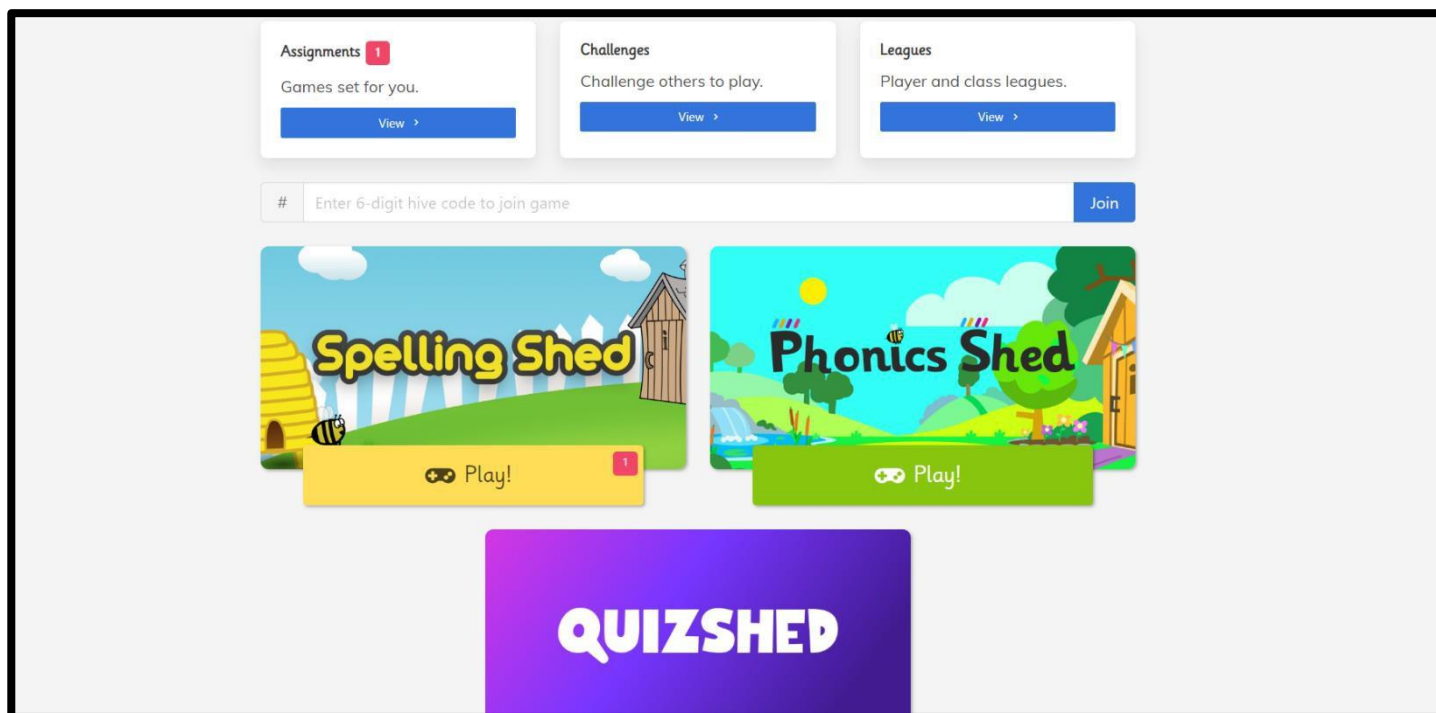 Assignments 1
Games set for you.
View >
Challenges
Challenge others to play.
View >
Leagues
Player and class leagues.
View >
# Enter 6-digit hive code to join game
Join
Spelling Shed
Play!
1
Phonics Shed
Play!
QUIZSHED